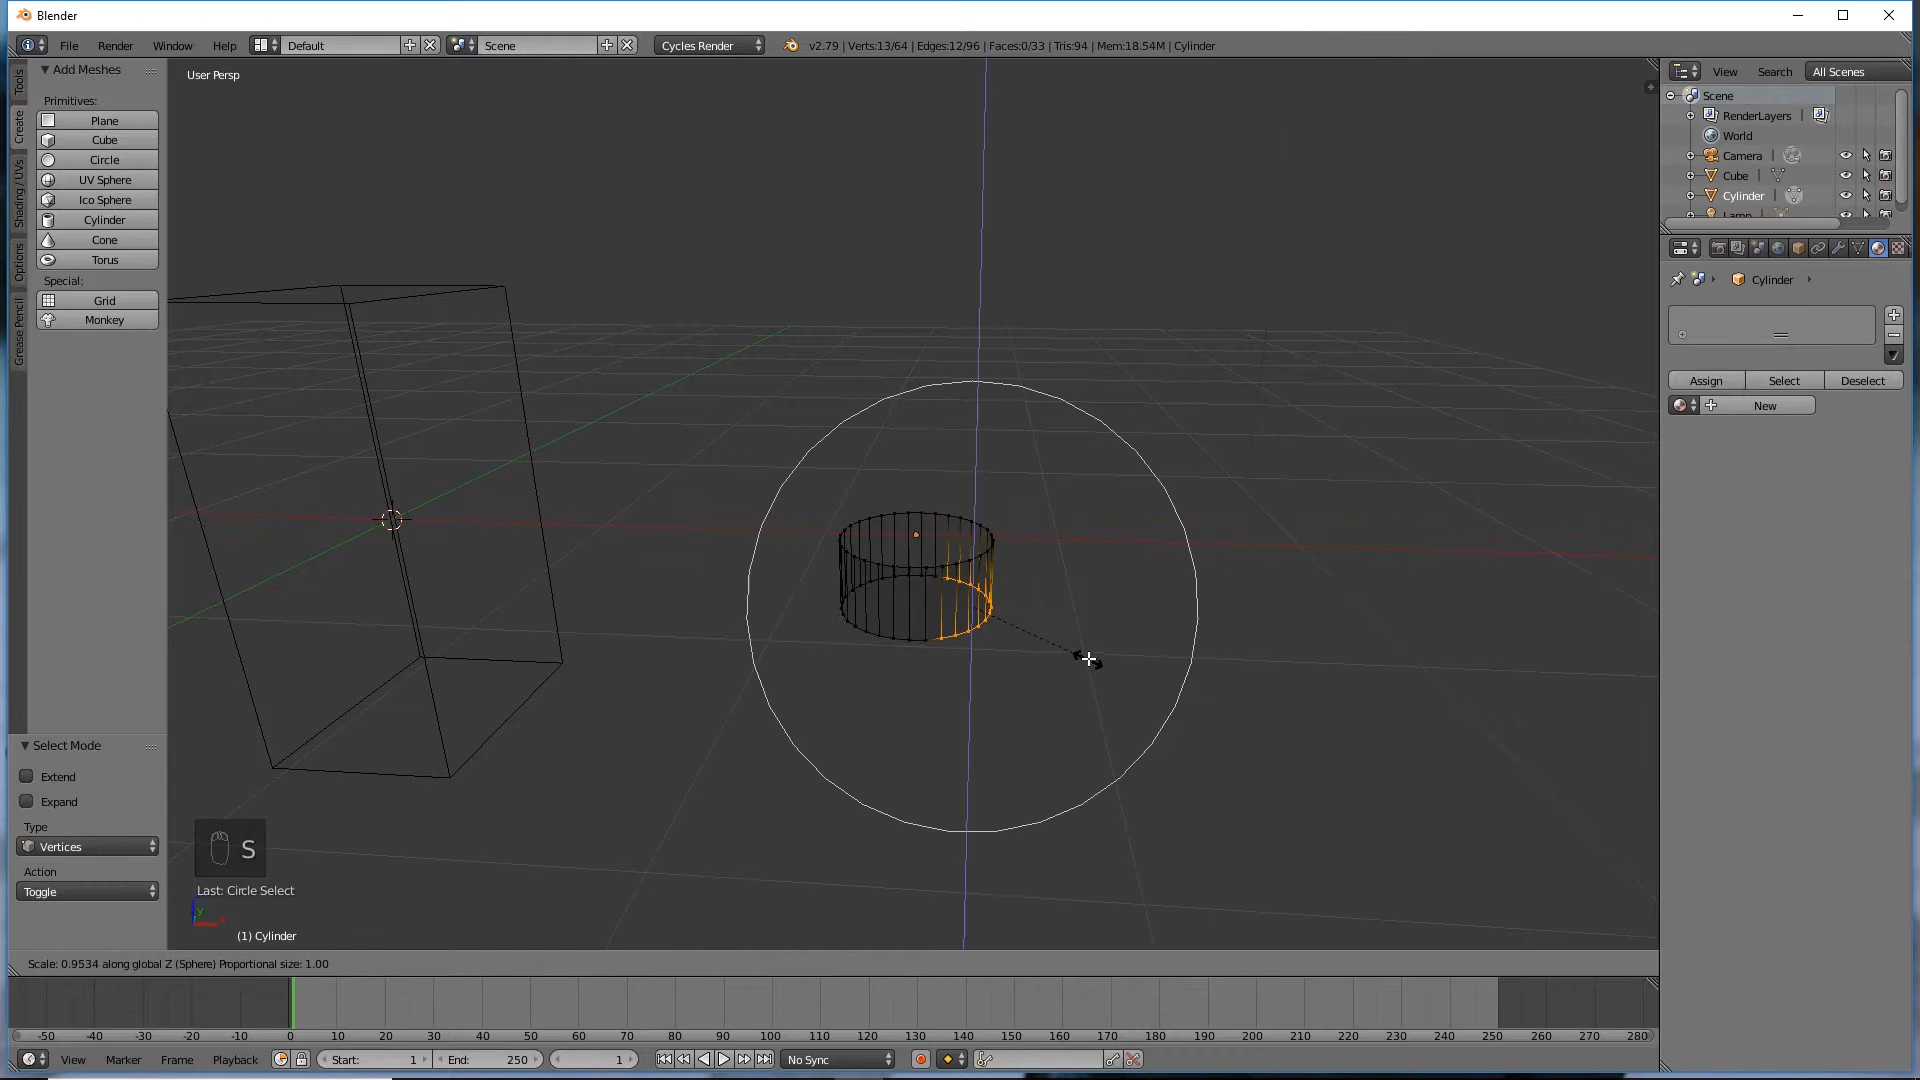 Blender
File Render Window Help Default Scene Cycles Render v2.79 | Verts:13/64 | Edges:12/96 | Faces:0/33 | Tris:94 | Mem:18.54M | Cylinder
Tools
Create
Shading / UVs
Options
Grease Pencil
Add Meshes
Primitives:
Plane
Cube
Circle
UV Sphere
Ico Sphere
Cylinder
Cone
Torus
Special:
Grid
Monkey
Select Mode
Extend
Expand
Type
Vertices
Action
Toggle
User Persp
S
Last: Circle Select
y
x
(1) Cylinder
Scale: 0.9534 along global Z (Sphere) Proportional size: 1.00
View Search All Scenes
Scene
RenderLayers
World
Camera
Cube
Cylinder
Lamp
Cylinder
Assign Select Deselect
New
-50 -40 -30 -20 -10 0 10 20 30 40 50 60 70 80 90 100 110 120 130 140 150 160 170 180 190 200 210 220 230 240 250 260 270 280
View Marker Frame Playback Start: 1 End: 250 1 No Sync